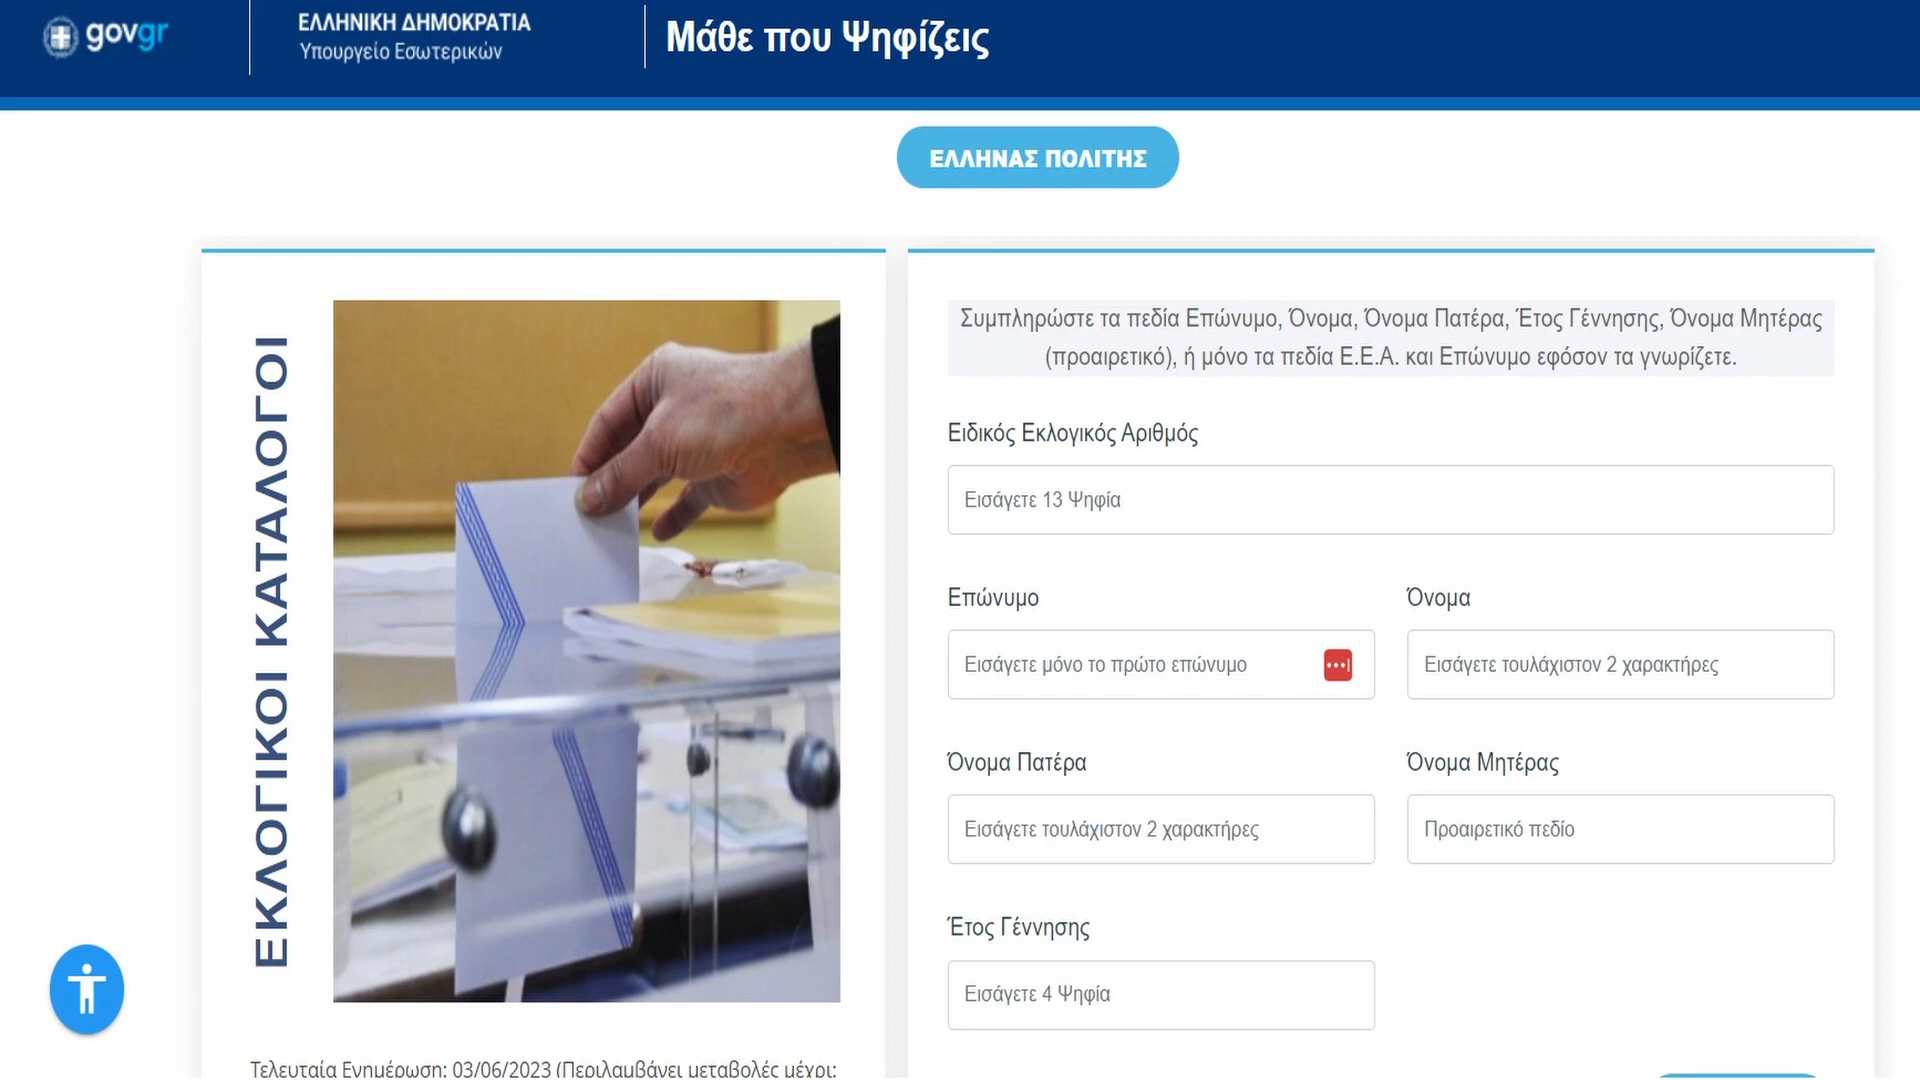 govgr
ΕΛΛΗΝΙΚΗ ΔΗΜΟΚΡΑΤΙΑ
Υπουργείο Εσωτερικών
Μάθε που Ψηφίζεις
ΕΛΛΗΝΑΣ ΠΟΛΙΤΗΣ
ΕΚΛΟΓΙΚΟΙ ΚΑΤΑΛΟΓΟΙ
Τελευταία Ενημέρωση: 03/06/2023 (Περιλαμβάνει μεταβολές μέχρι:
Συμπληρώστε τα πεδία Επώνυμο, Όνομα, Όνομα Πατέρα, Έτος Γέννησης, Όνομα Μητέρας
(προαιρετικό), ή μόνο τα πεδία Ε.Ε.Α. και Επώνυμο εφόσον τα γνωρίζετε.
Ειδικός Εκλογικός Αριθμός
Εισάγετε 13 Ψηφία
Επώνυμο
Όνομα
Εισάγετε μόνο το πρώτο επώνυμο
Εισάγετε τουλάχιστον 2 χαρακτήρες
Όνομα Πατέρα
Όνομα Μητέρας
Εισάγετε τουλάχιστον 2 χαρακτήρες
Προαιρετικό πεδίο
Έτος Γέννησης
Εισάγετε 4 Ψηφία